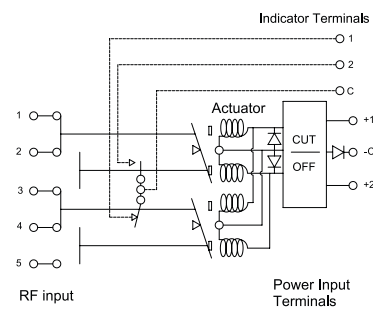 Indicator Terminals
1
2
C
Actuator
1
2
3
4
5
CUT
OFF
+1
-C
+2
RF input
Power Input
Terminals